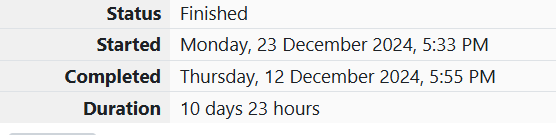 Status Finished
Started Monday, 23 December 2024, 5:33 PM
Completed Thursday, 12 December 2024, 5:55 PM
Duration 10 days 23 hours